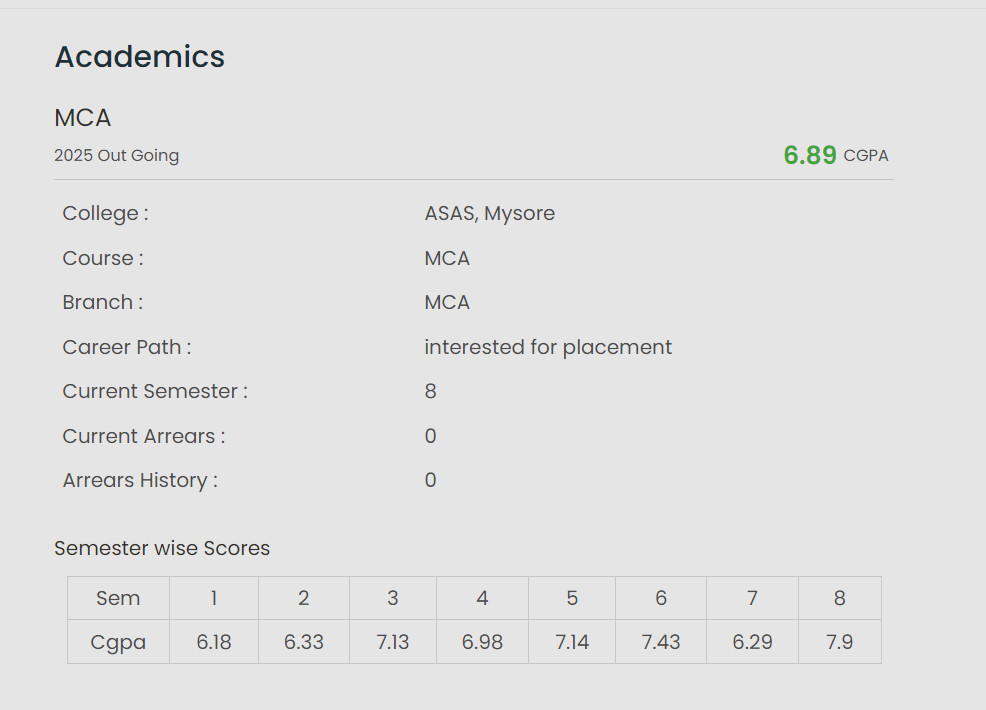 Academics
MCA
2025 Out Going 6.89 CGPA
College : ASAS, Mysore
Course : MCA
Branch : MCA
Career Path : interested for placement
Current Semester : 8
Current Arrears : 0
Arrears History : 0
Semester wise Scores
Sem 1 2 3 4 5 6 7 8
Cgpa 6.18 6.33 7.13 6.98 7.14 7.43 6.29 7.9